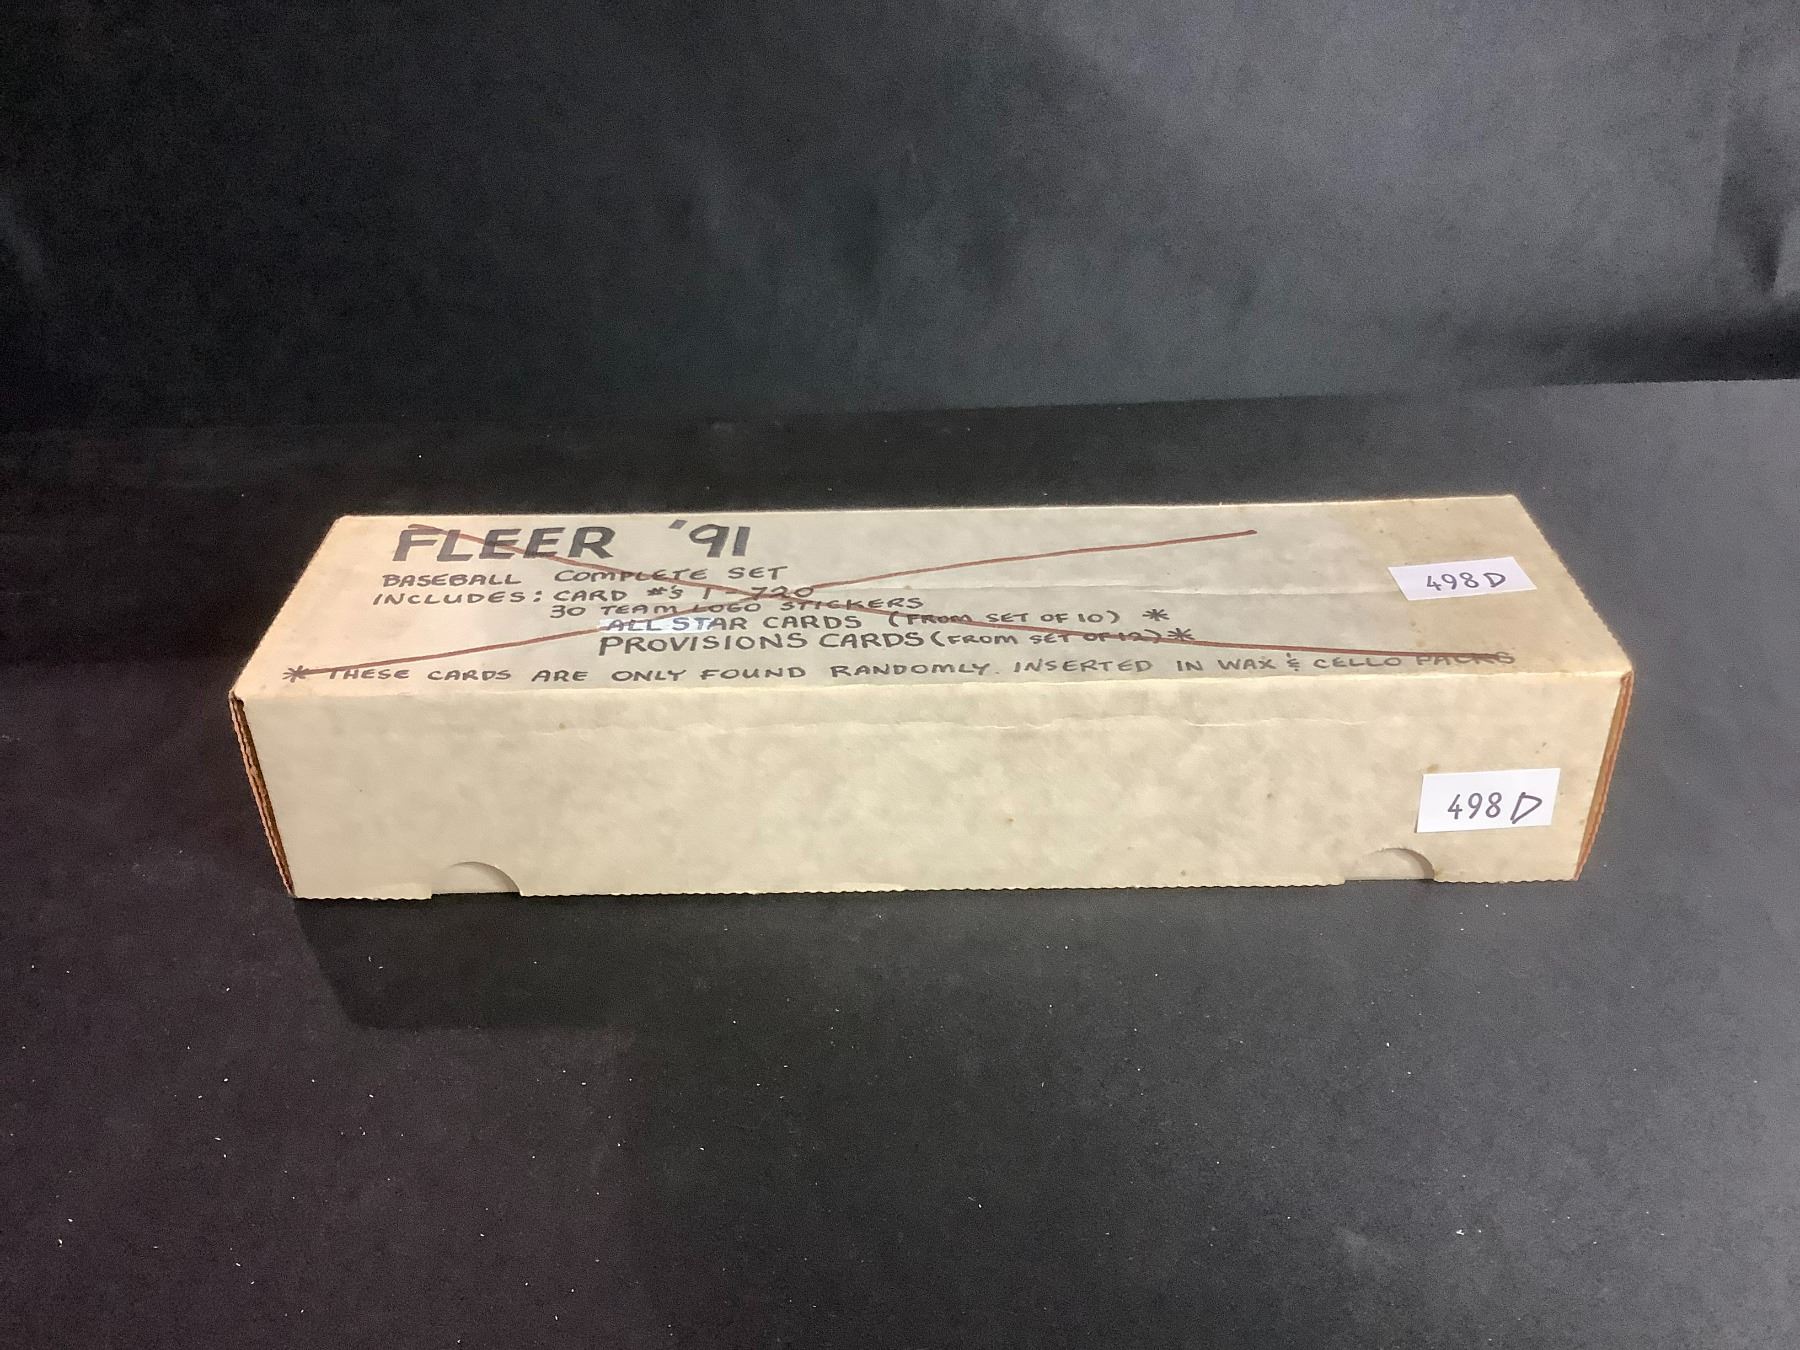 FLEER '91
BASEBALL COMPLETE SET
INCLUDES: CARD #'S 1-720
30 TEAM LOGO STICKERS
ALL STAR CARDS (FROM SET OF 10) *
PROVISIONS CARDS (FROM SET OF 12) *
* THESE CARDS ARE ONLY FOUND RANDOMLY. INSERTED IN WAX & CELLO PACKS
498D
498D